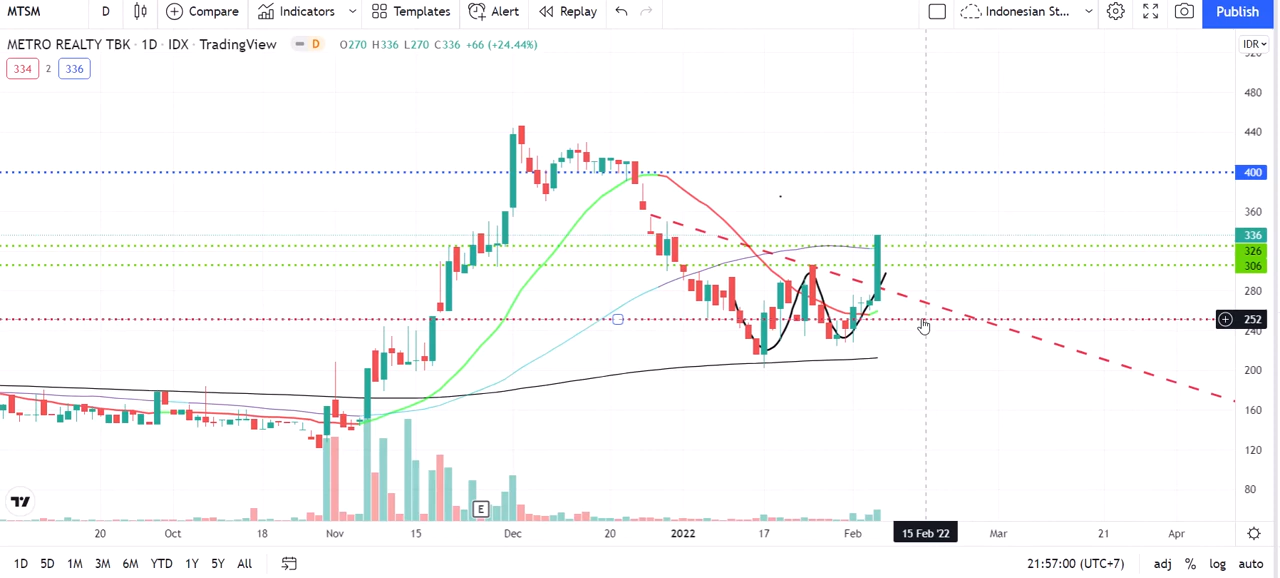 MTSM D Compare Indicators Templates Alert Replay Indonesian St... Publish
METRO REALTY TBK · 1D · IDX · TradingView D O270 H336 L270 C336 +66 (+24.44%) IDR
334 2 336
480
440
400
360
336
326
306
280
252
240
200
160
120
80
E
20 Oct 18 Nov 15 Dec 20 2022 17 Feb 15 Feb '22 Mar 21 Apr
1D 5D 1M 3M 6M YTD 1Y 5Y All 21:57:00 (UTC+7) adj % log auto